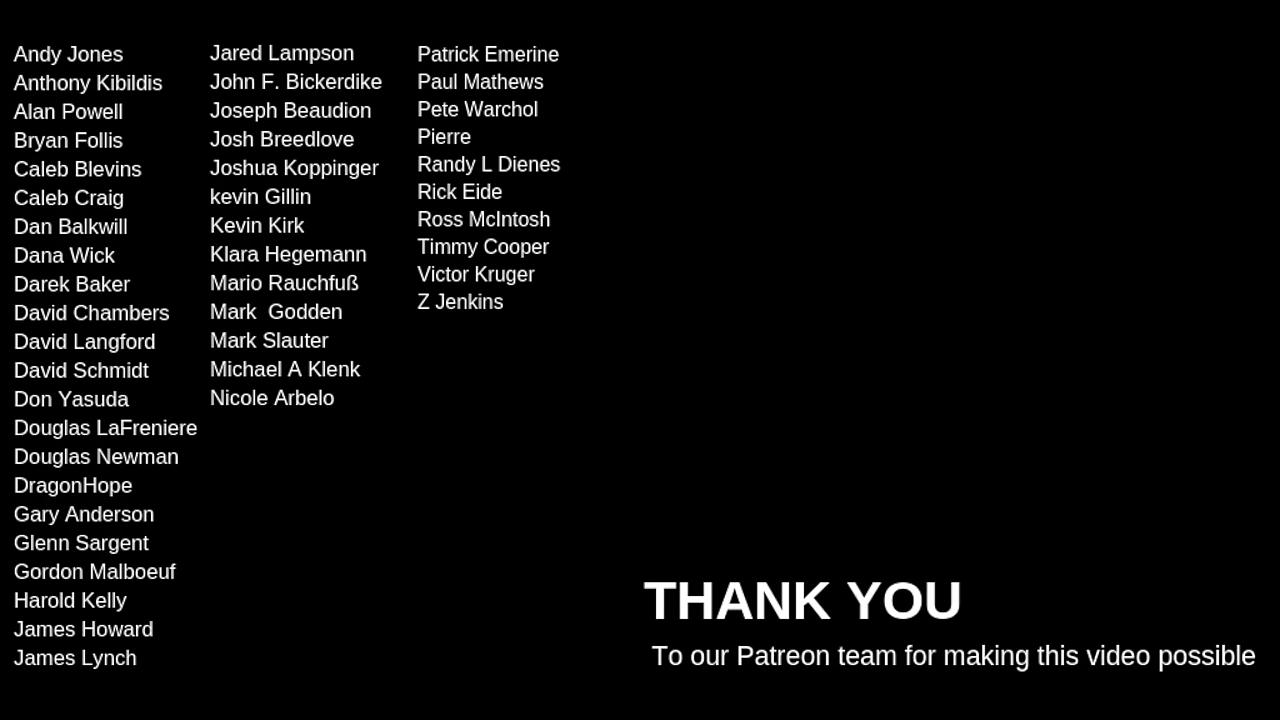 Andy Jones
Anthony Kibildis
Alan Powell
Bryan Follis
Caleb Blevins
Caleb Craig
Dan Balkwill
Dana Wick
Darek Baker
David Chambers
David Langford
David Schmidt
Don Yasuda
Douglas LaFreniere
Douglas Newman
DragonHope
Gary Anderson
Glenn Sargent
Gordon Malboeuf
Harold Kelly
James Howard
James Lynch
Jared Lampson
John F. Bickerdike
Joseph Beaudion
Josh Breedlove
Joshua Koppinger
kevin Gillin
Kevin Kirk
Klara Hegemann
Mario Rauchfuß
Mark  Godden
Mark Slauter
Michael A Klenk
Nicole Arbelo
Patrick Emerine
Paul Mathews
Pete Warchol
Pierre
Randy L Dienes
Rick Eide
Ross McIntosh
Timmy Cooper
Victor Kruger
Z Jenkins
THANK YOU
To our Patreon team for making this video possible